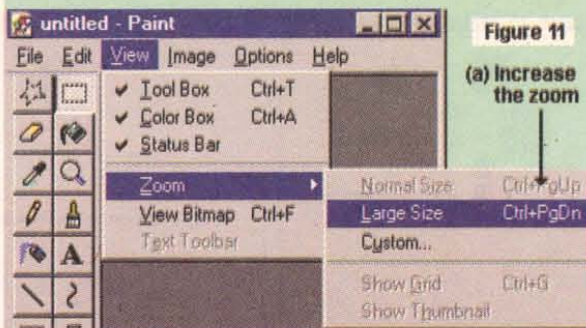 untitled - Paint
Figure 11
File Edit View Image Options Help
(a) Increase
the zoom
Tool Box Ctrl+T
Color Box Ctrl+A
Status Bar
Zoom
Normal Size Ctrl+PgUp
View Bitmap Ctrl+F
Large Size Ctrl+PgDn
Text Toolbar
Custom...
A
Show Grid Ctrl+G
Show Thumbnail